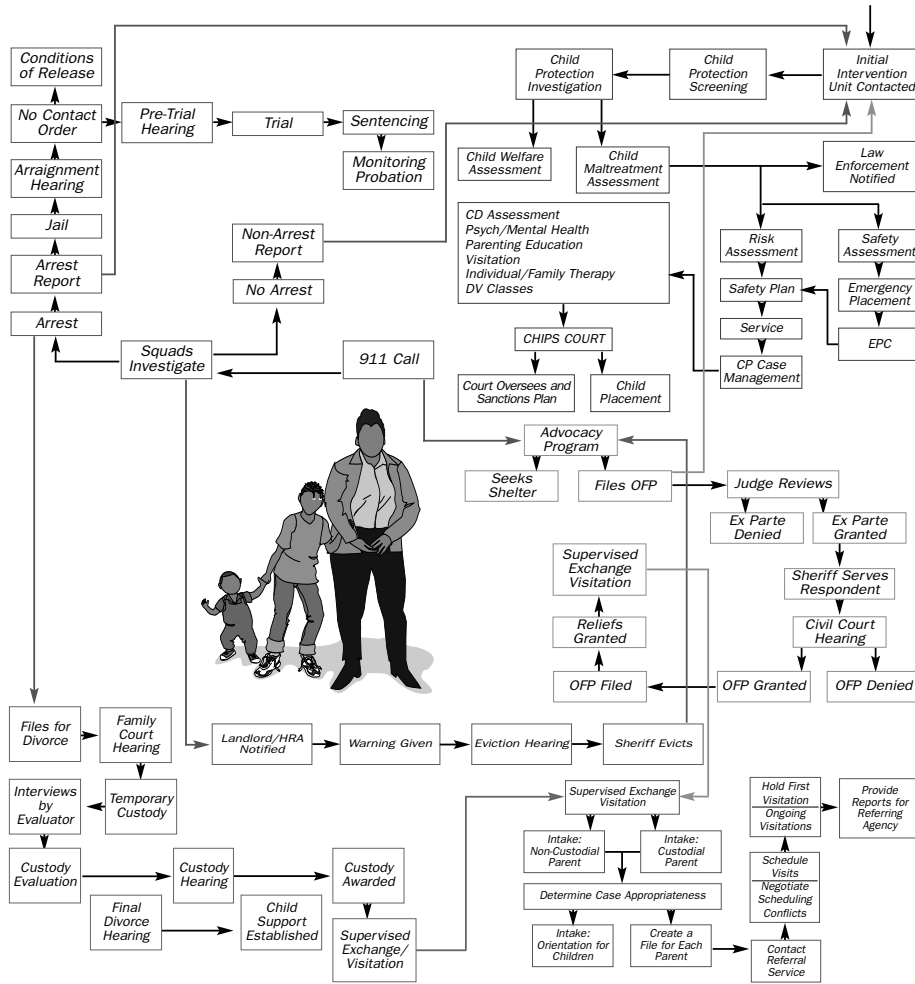 Conditions
of Release
No Contact
Order
Arraignment
Hearing
Jail
Arrest
Report
Arrest
Pre-Trial
Hearing
Trial
Sentencing
Monitoring
Probation
Non-Arrest
Report
No Arrest
Squads
Investigate
911 Call
Child
Protection
Investigation
Child
Protection
Screening
Initial
Intervention
Unit Contacted
Child Welfare
Assessment
Child
Maltreatment
Assessment
Law
Enforcement
Notified
CD Assessment
Psych/Mental Health
Parenting Education
Visitation
Individual/Family Therapy
DV Classes
Risk
Assessment
Safety
Assessment
Safety Plan
Emergency
Placement
Service
EPC
CP Case
Management
CHIPS COURT
Court Oversees and
Sanctions Plan
Child
Placement
Advocacy
Program
Seeks
Shelter
Files OFP
Judge Reviews
Ex Parte
Denied
Ex Parte
Granted
Sheriff Serves
Respondent
Civil Court
Hearing
OFP Granted
OFP Denied
OFP Filed
Reliefs
Granted
Supervised
Exchange
Visitation
Files for
Divorce
Family
Court
Hearing
Landlord/HRA
Notified
Warning Given
Eviction Hearing
Sheriff Evicts
Interviews
by
Evaluator
Temporary
Custody
Custody
Evaluation
Custody
Hearing
Custody
Awarded
Final
Divorce
Hearing
Child
Support
Established
Supervised
Exchange/
Visitation
Supervised Exchange
Visitation
Intake:
Non-Custodial
Parent
Intake:
Custodial
Parent
Determine Case Appropriateness
Intake:
Orientation for
Children
Create a
File for Each
Parent
Contact
Referral
Service
Schedule
Visits
Negotiate
Scheduling
Conflicts
Hold First
Visitation
Ongoing
Visitations
Provide
Reports for
Referring
Agency